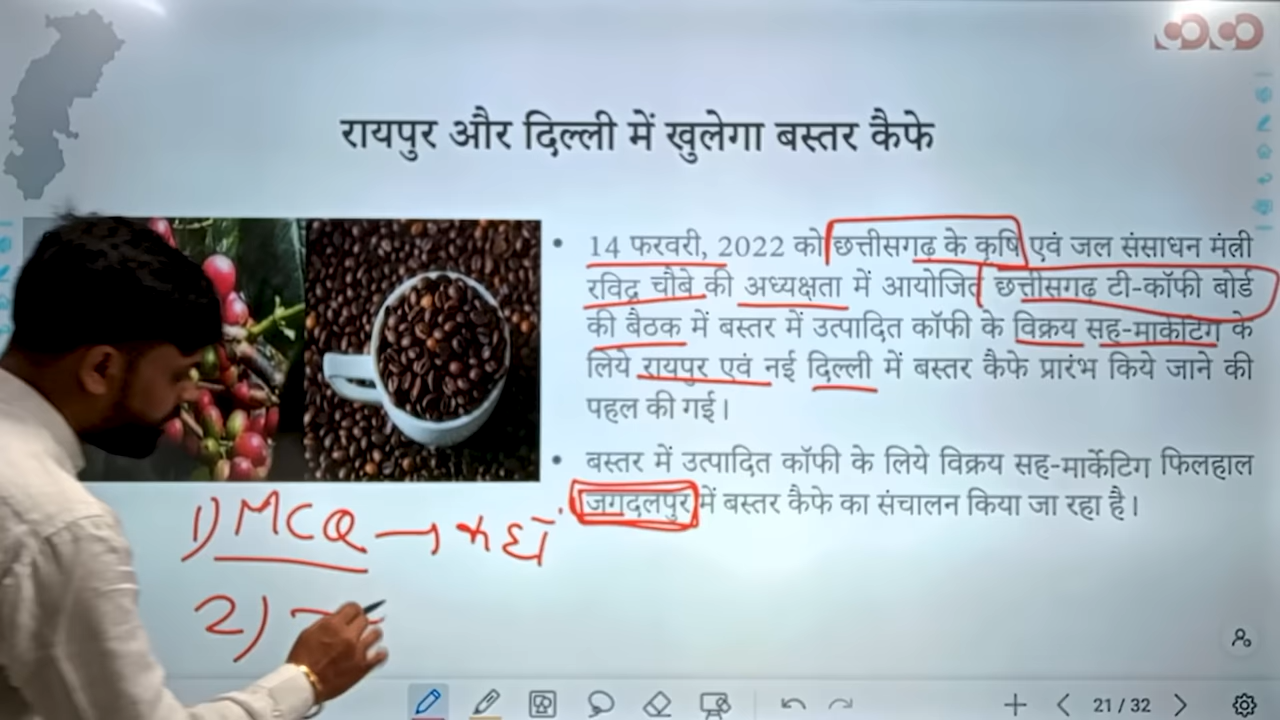 रायपुर और दिल्ली में खुलेगा बस्तर कैफे
• 14 फरवरी, 2022 को छत्तीसगढ़ के कृषि एवं जल संसाधन मंत्री
रविंद्र चौबे की अध्यक्षता में आयोजित छत्तीसगढ़ टी-कॉफी बोर्ड
की बैठक में बस्तर में उत्पादित कॉफी के विक्रय सह-मार्केटिंग के
लिये रायपुर एवं नई दिल्ली में बस्तर कैफे प्रारंभ किये जाने की
पहल की गई।
• बस्तर में उत्पादित कॉफी के लिये विक्रय सह-मार्केटिंग फिलहाल
जगदलपुर में बस्तर कैफे का संचालन किया जा रहा है।
1) MCQ →
2)
21 / 32